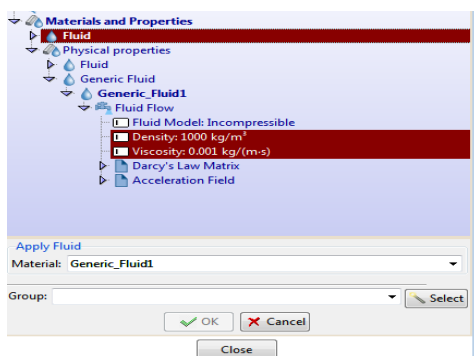 Materials and Properties
Fluid
Physical properties
Fluid
Generic Fluid
Generic_Fluid1
Fluid Flow
Fluid Model: Incompressible
Density: 1000 kg/m³
Viscosity: 0.001 kg/(m·s)
Darcy's Law Matrix
Acceleration Field
Apply Fluid
Material: Generic_Fluid1
Group: Select
OK Cancel
Close